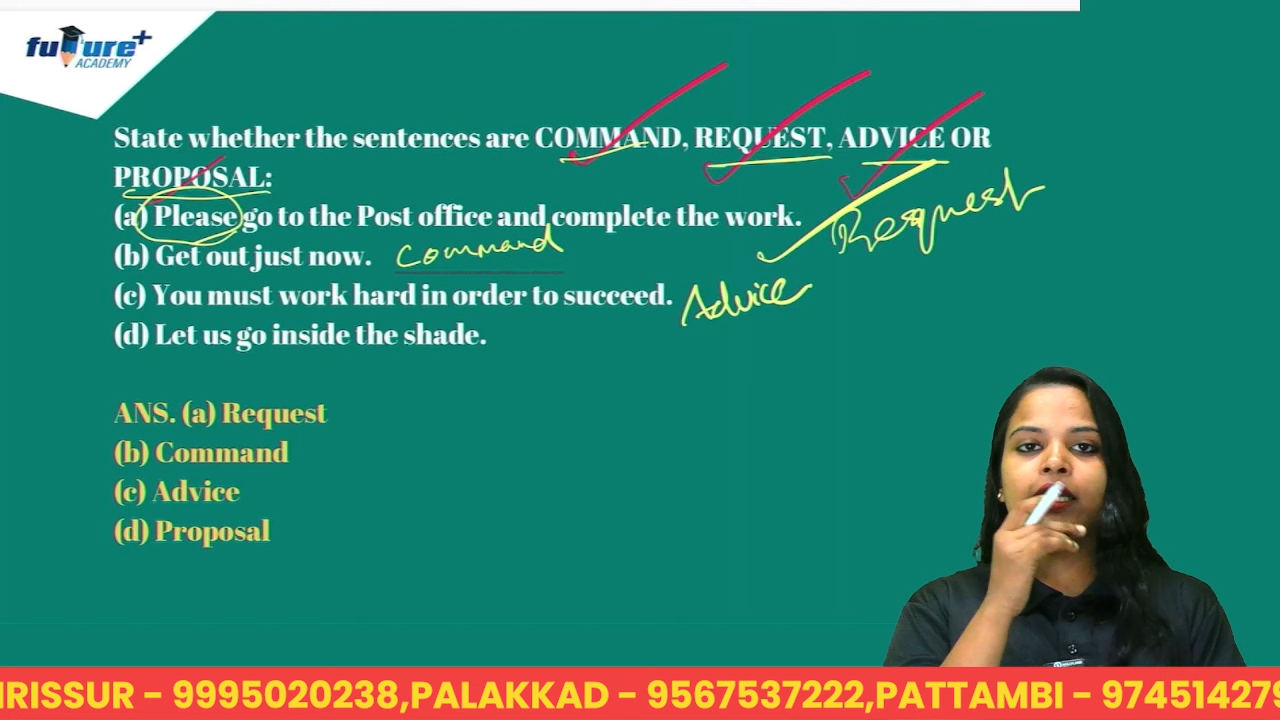 future+
ACADEMY
State whether the sentences are COMMAND, REQUEST, ADVICE OR
PROPOSAL:
(a) Please go to the Post office and complete the work. Request
(b) Get out just now. Command
(c) You must work hard in order to succeed. Advice
(d) Let us go inside the shade.
ANS. (a) Request
(b) Command
(c) Advice
(d) Proposal
IRISSUR - 9995020238,PALAKKAD - 9567537222,PATTAMBI - 974514279